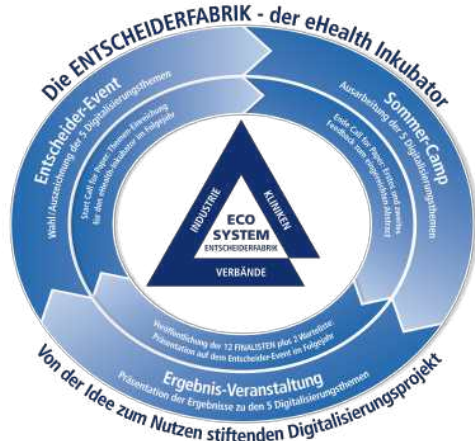 Die ENTSCHEIDERFABRIK - der eHealth Inkubator
Entscheider-Event
Wahl/Auszeichnung der 5 Digitalisierungsthemen
Start Call for Paper: Themen-Einreichung
für den eHealth-Inkubator im Folgejahr
Sommer-Camp
Ausarbeitung der 5 Digitalisierungsthemen
Ende Call for Paper: Erstes und zweites
Feedback zum eingereichten Abstract
INDUSTRIE
KLINIKEN
ECO
SYSTEM
ENTSCHEIDERFABRIK
VERBÄNDE
Veröffentlichung der 12 FINALISTEN plus 2 Warteliste:
Präsentation auf dem Entscheider-Event im Folgejahr
Ergebnis-Veranstaltung
Präsentation der Ergebnisse zu den 5 Digitalisierungsthemen
Von der Idee zum Nutzen stiftenden Digitalisierungsprojekt